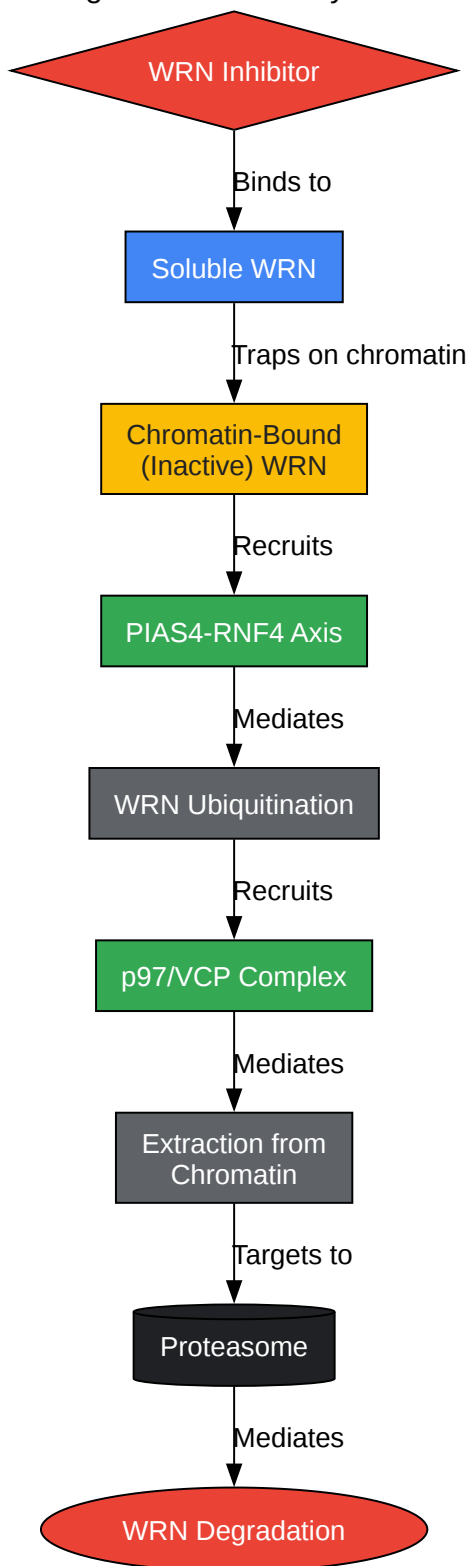 WRN Inhibitor
Binds to
Soluble WRN
Traps on chromatin
Chromatin-Bound
(Inactive) WRN
Recruits
PIAS4-RNF4 Axis
Mediates
WRN Ubiquitination
Recruits
p97/VCP Complex
Mediates
Extraction from
Chromatin
Targets to
Proteasome
Mediates
WRN Degradation